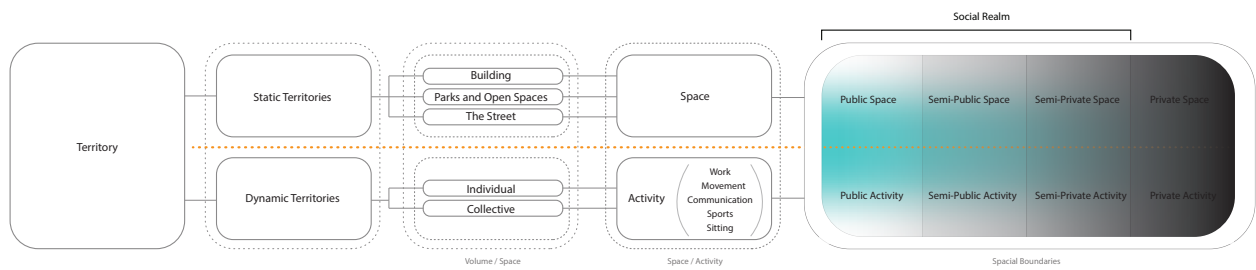 Social Realm
Territory
Static Territories
Dynamic Territories
Building
Parks and Open Spaces
The Street
Individual
Collective
Volume / Space
Space
Activity
Work
Movement
Communication
Sports
Sitting
Space / Activity
Public Space
Semi-Public Space
Semi-Private Space
Private Space
Public Activity
Semi-Public Activity
Semi-Private Activity
Private Activity
Spacial Boundaries